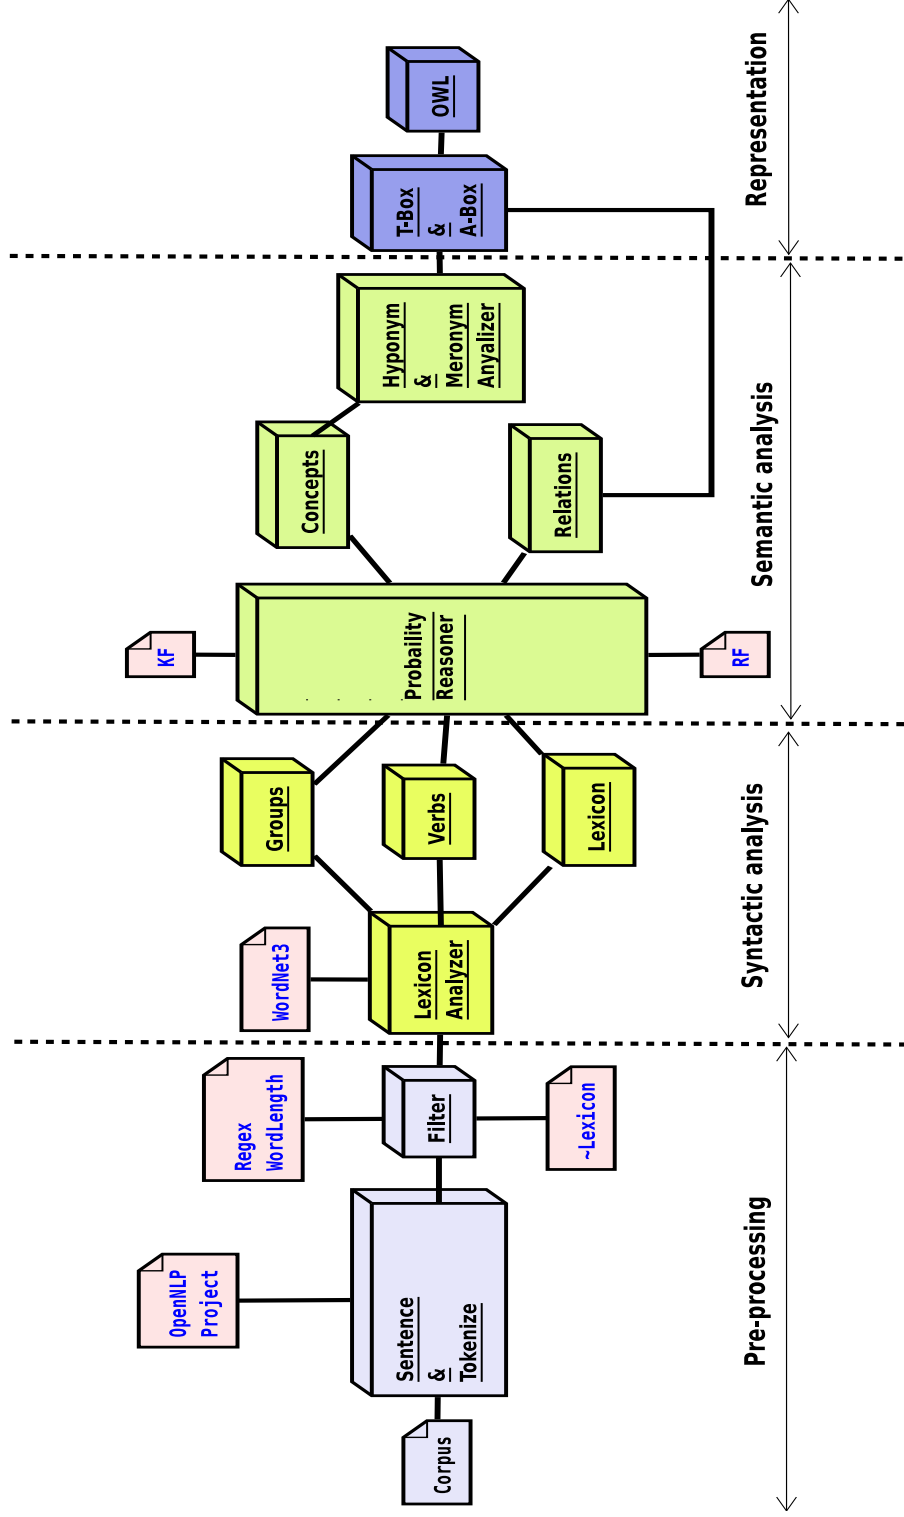 Corpus
Sentence
&
Tokenize
OpenNLP
Project
Filter
Regex
WordLength
~Lexicon
Pre-processing
Lexicon
Analyzer
WordNet3
Groups
Verbs
Lexicon
Syntactic analysis
Probaility
Reasoner
KF
RF
Concepts
Relations
Hyponym
&
Meronym
Anyalizer
Semantic analysis
T-Box
&
A-Box
OWL
Representation